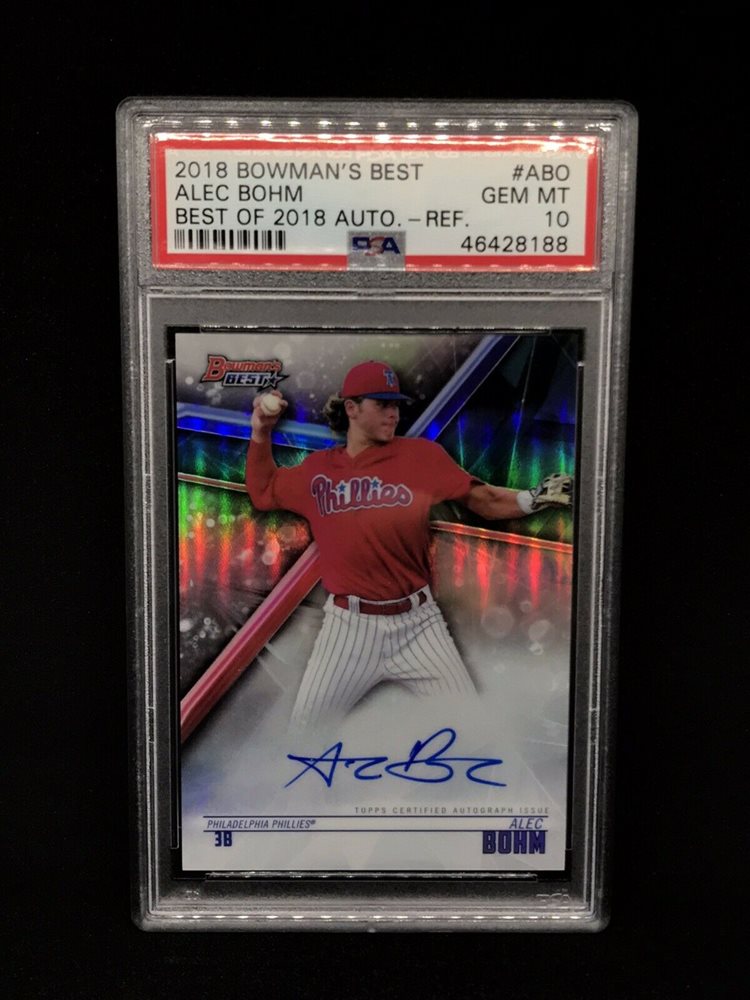 2018 BOWMAN'S BEST #ABO
ALEC BOHM GEM MT
BEST OF 2018 AUTO.-REF. 10
PSA 46428188
Bowman's
BEST
Phillies
TOPPS CERTIFIED AUTOGRAPH ISSUE
PHILADELPHIA PHILLIES® ALEC
3B BOHM